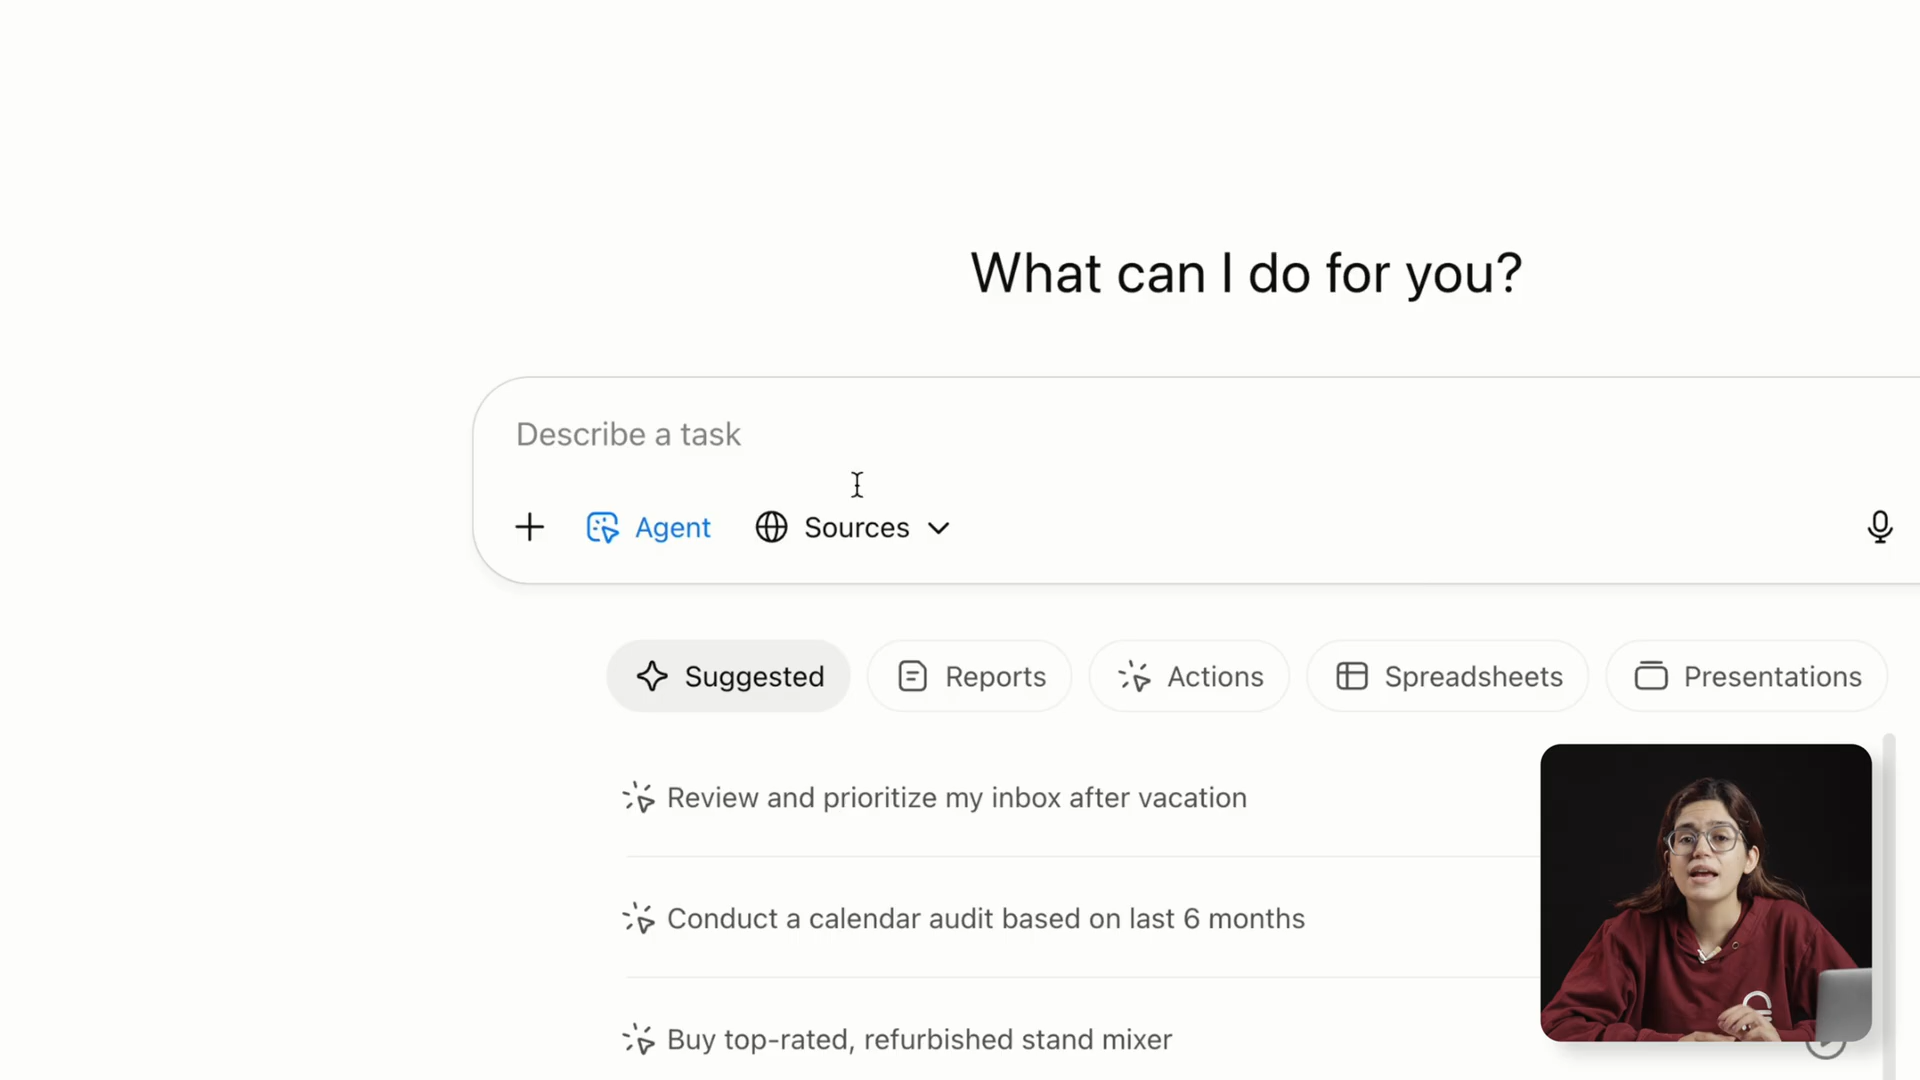 What can I do for you?
Describe a task
Agent Sources
Suggested Reports Actions Spreadsheets Presentations
Review and prioritize my inbox after vacation
Conduct a calendar audit based on last 6 months
Buy top-rated, refurbished stand mixer